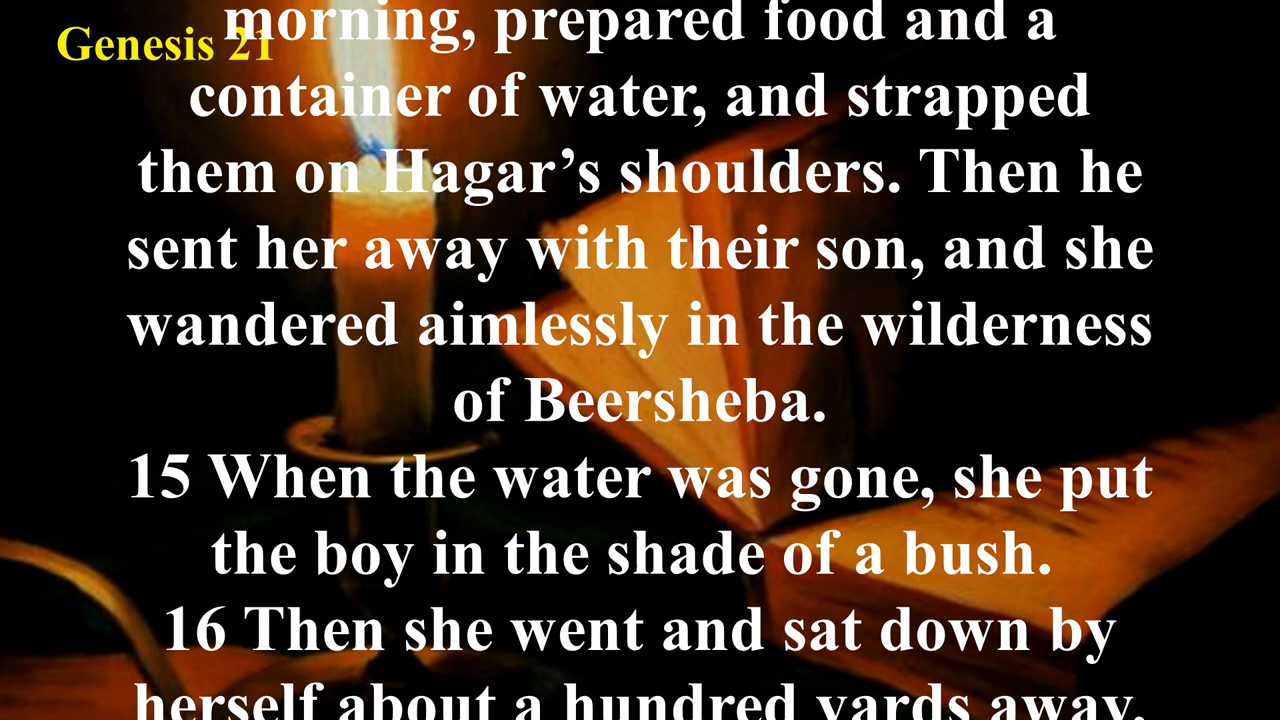 Genesis 21
morning, prepared food and a
container of water, and strapped
them on Hagar’s shoulders. Then he
sent her away with their son, and she
wandered aimlessly in the wilderness
of Beersheba.
15 When the water was gone, she put
the boy in the shade of a bush.
16 Then she went and sat down by
herself about a hundred yards away.